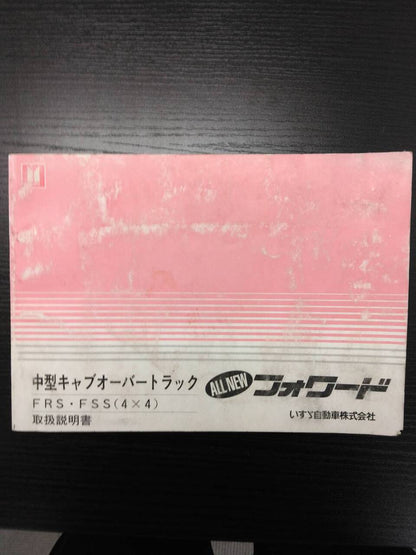 中型キャブオーバートラック
FRS・FSS(4×4)
取扱説明書
ALL NEW フォワード
いすゞ自動車株式会社